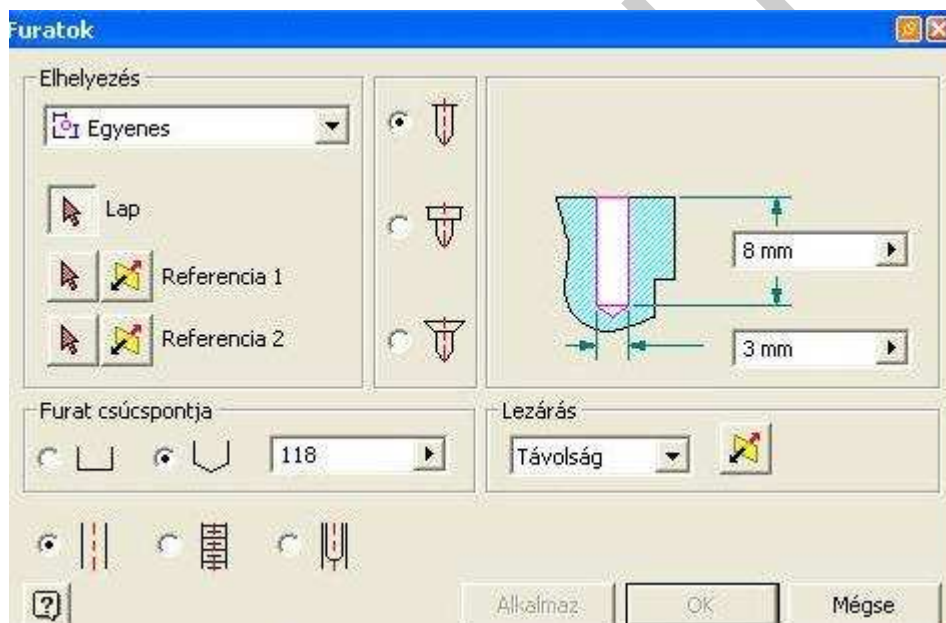 Furatok
Elhelyezés
Egyenes
Lap
Referencia 1
Referencia 2
8 mm
3 mm
Furat csúcspontja
118
Lezárás
Távolság
Alkalmaz
OK
Mégse